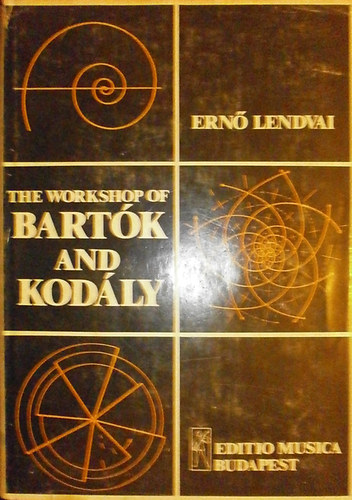 ERNŐ LENDVAI
THE WORKSHOP OF
BARTÓK
AND
KODÁLY
EDITIO MUSICA
BUDAPEST